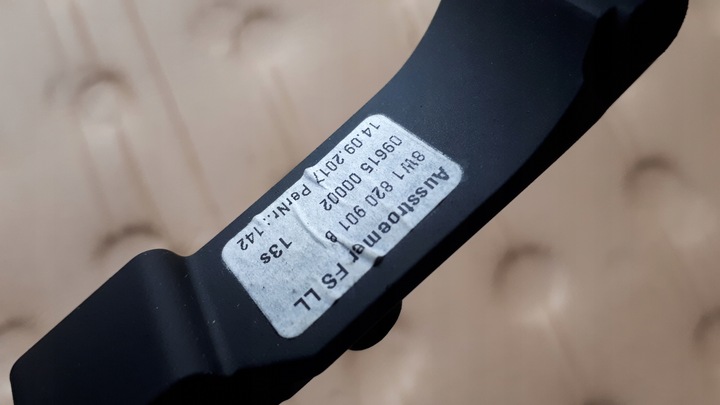 Ausstroemer FS LL
8W1 820 901 B
09615 00002 13s
14.09.2017 PerNr.:142